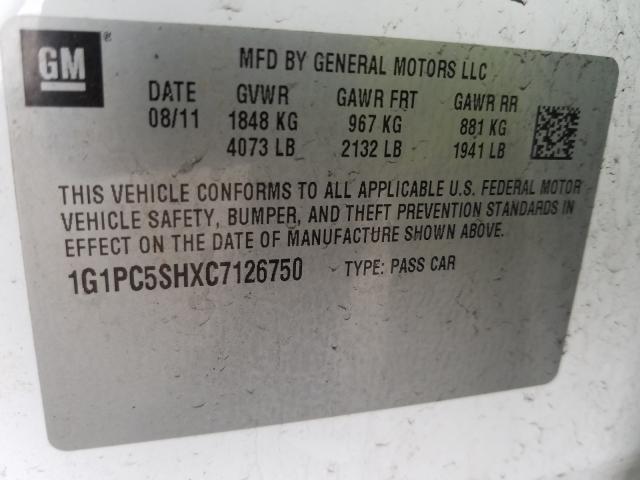 GM ®
MFD BY GENERAL MOTORS LLC
DATE GVWR GAWR FRT GAWR RR
08/11 1848 KG 967 KG 881 KG
4073 LB 2132 LB 1941 LB
THIS VEHICLE CONFORMS TO ALL APPLICABLE U.S. FEDERAL MOTOR
VEHICLE SAFETY, BUMPER, AND THEFT PREVENTION STANDARDS IN
EFFECT ON THE DATE OF MANUFACTURE SHOWN ABOVE.
1G1PC5SHXC7126750 TYPE: PASS CAR